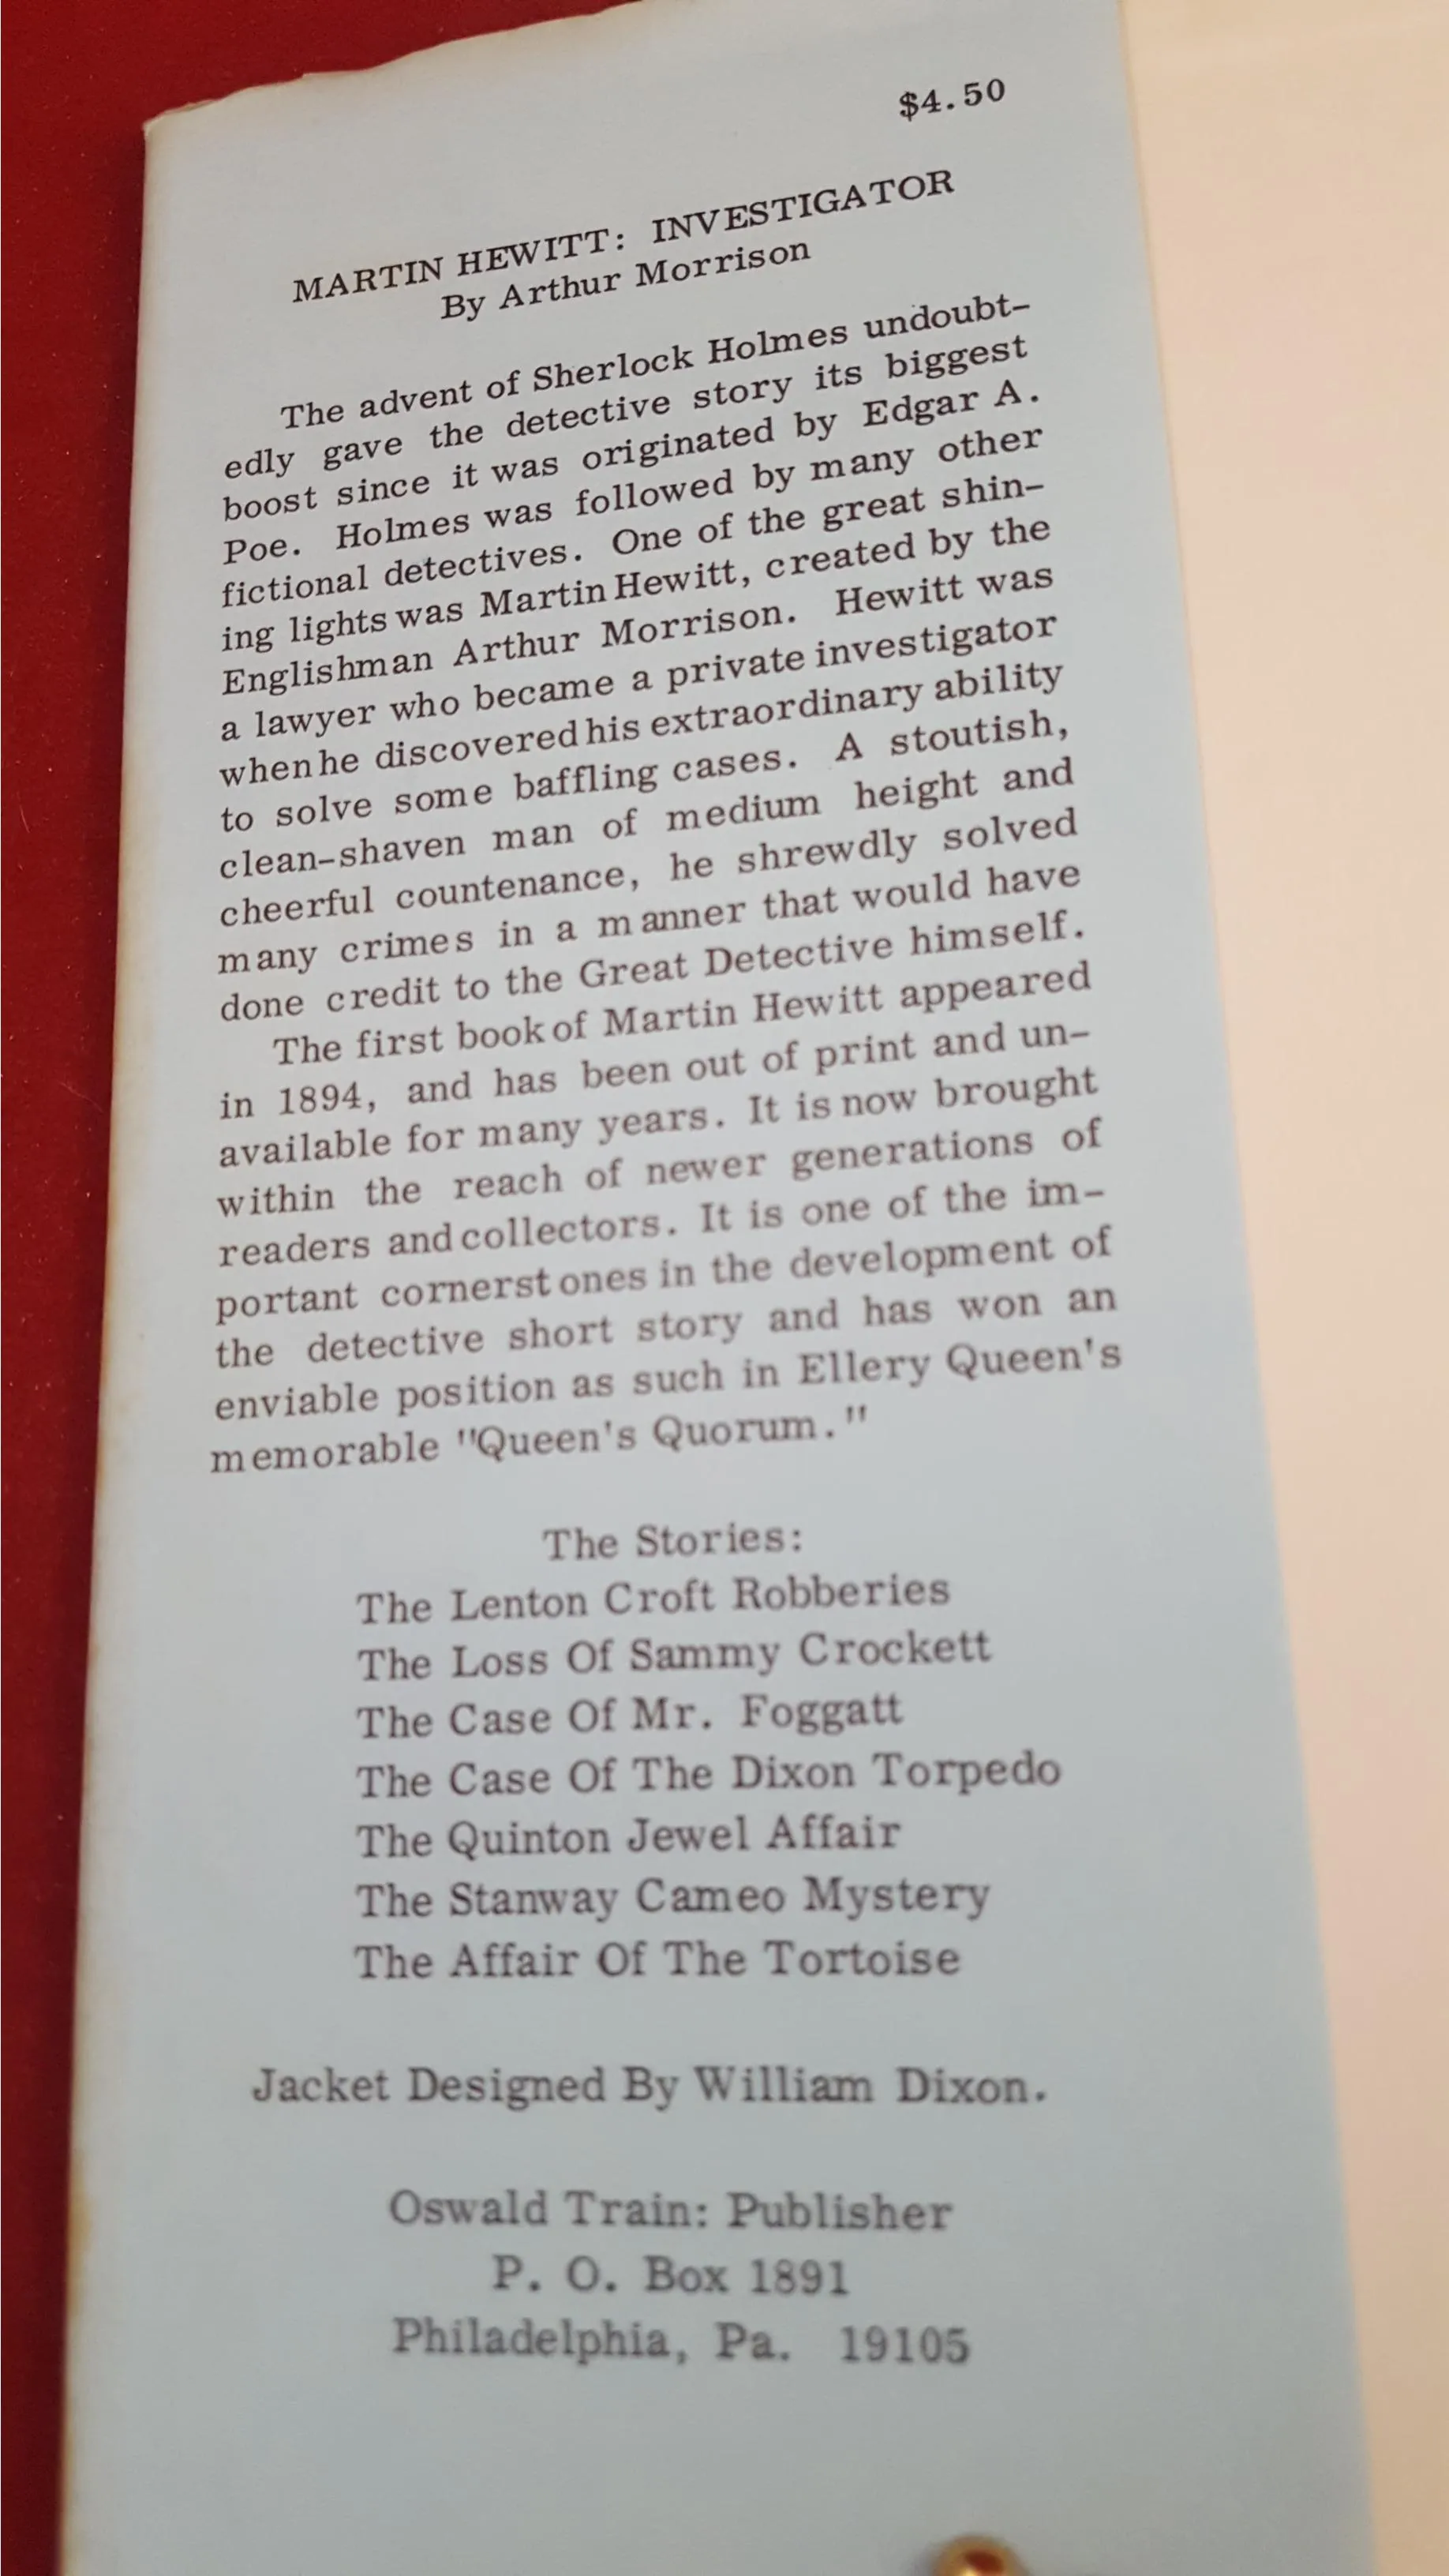 $4.50
MARTIN HEWITT: INVESTIGATOR
By Arthur Morrison
The advent of Sherlock Holmes undoubt-
edly gave the detective story its biggest
boost since it was originated by Edgar A.
Poe. Holmes was followed by many other
fictional detectives. One of the great shin-
ing lights was Martin Hewitt, created by the
Englishman Arthur Morrison. Hewitt was
a lawyer who became a private investigator
when he discovered his extraordinary ability
to solve some baffling cases. A stoutish,
clean-shaven man of medium height and
cheerful countenance, he shrewdly solved
many crimes in a manner that would have
done credit to the Great Detective himself.
The first book of Martin Hewitt appeared
in 1894, and has been out of print and un-
available for many years. It is now brought
within the reach of newer generations of
readers and collectors. It is one of the im-
portant cornerstones in the development of
the detective short story and has won an
enviable position as such in Ellery Queen's
memorable "Queen's Quorum."
The Stories:
The Lenton Croft Robberies
The Loss Of Sammy Crockett
The Case Of Mr. Foggatt
The Case Of The Dixon Torpedo
The Quinton Jewel Affair
The Stanway Cameo Mystery
The Affair Of The Tortoise
Jacket Designed By William Dixon.
Oswald Train: Publisher
P. O. Box 1891
Philadelphia, Pa. 19105